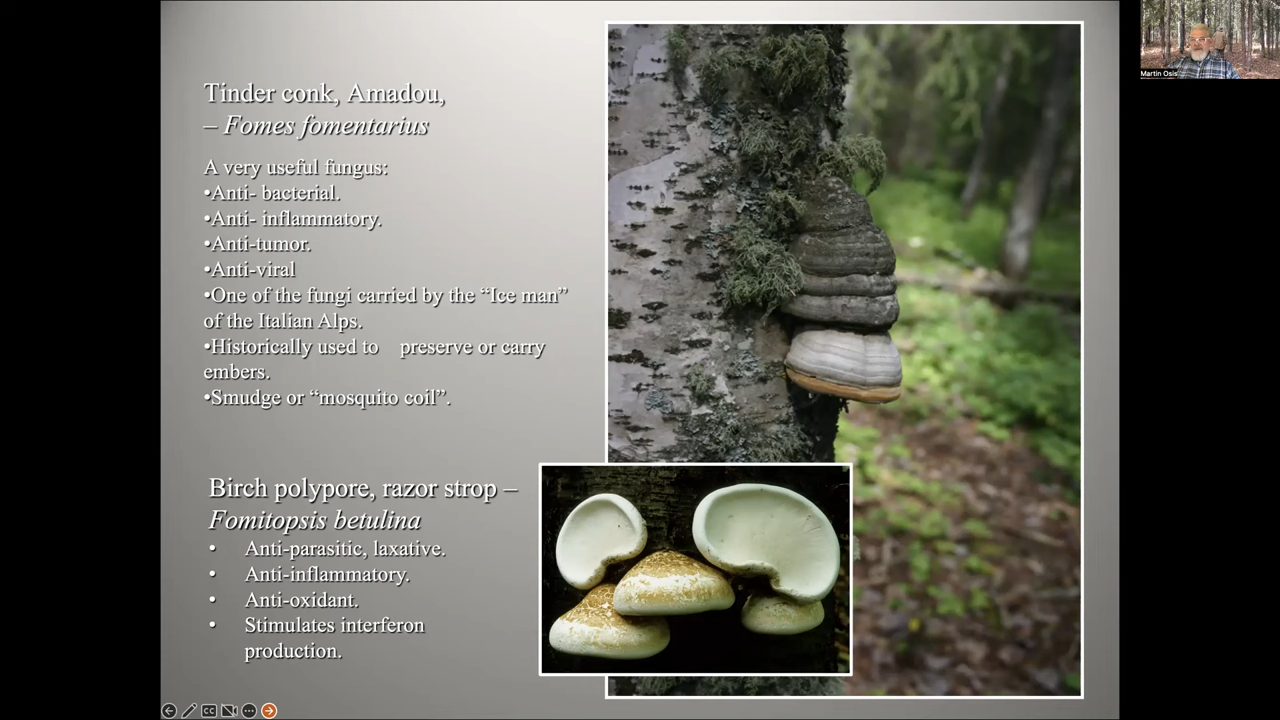 Tinder conk, Amadou,
– Fomes fomentarius
A very useful fungus:
•Anti- bacterial.
•Anti- inflammatory.
•Anti-tumor.
•Anti-viral
•One of the fungi carried by the “Ice man”
of the Italian Alps.
•Historically used to preserve or carry
embers.
•Smudge or “mosquito coil”.
Birch polypore, razor strop –
Fomitopsis betulina
• Anti-parasitic, laxative.
• Anti-inflammatory.
• Anti-oxidant.
• Stimulates interferon
production.
Martin Osis
CC